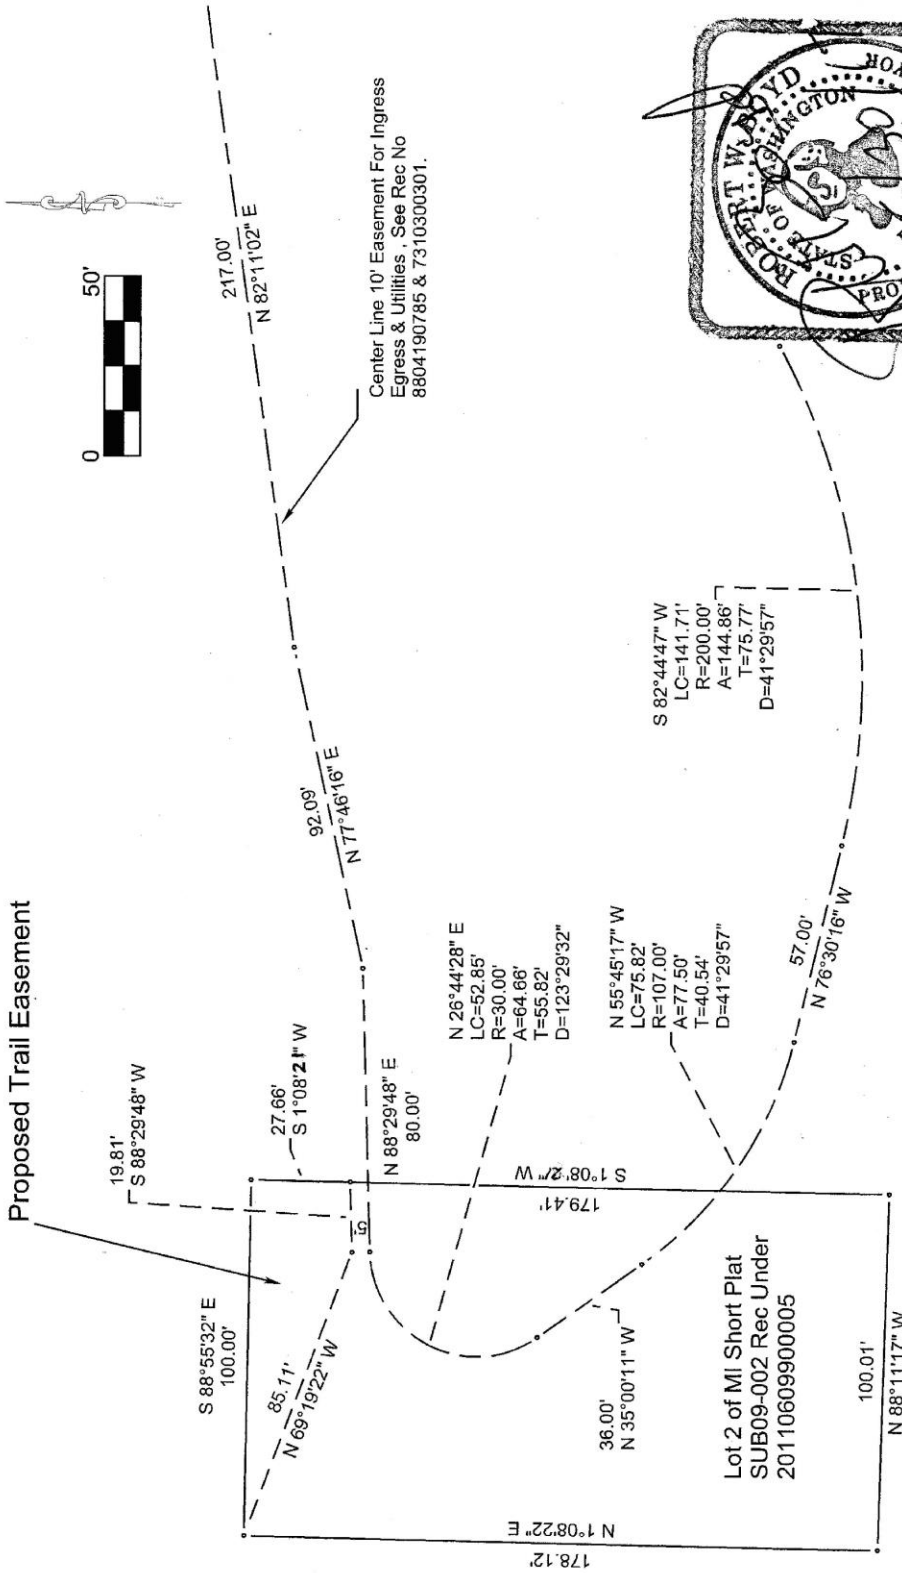 Proposed Trail Easement
0
50'
217.00'
N 82°11'02" E
Center Line 10' Easement For Ingress
Egress & Utilities , See Rec No
8804190785 & 7310300301.
92.09'
N 77°46'16" E
19.81'
S 88°29'48" W
27.66'
S 1°08'21" W
N 88°29'48" E
80.00'
5'
S 88°55'32" E
100.00'
85.11'
N 69°19'22" W
N 26°44'28" E
LC=52.85'
R=30.00'
A=64.66'
T=55.82'
D=123°29'32"
N 55°45'17" W
LC=75.82'
R=107.00'
A=77.50'
T=40.54'
D=41°29'57"
S 82°44'47" W
LC=141.71'
R=200.00'
A=144.86'
T=75.77'
D=41°29'57"
57.00'
N 76°30'16" W
36.00'
N 35°00'11" W
S 1°08'2 " W
179.41'
N 1°08'22" E
178.12'
Lot 2 of MI Short Plat
SUB09-002 Rec Under
20110609900005
100.01'
N 88°11'17" W
ROBERT W. BOYD
STATE OF WASHINGTON